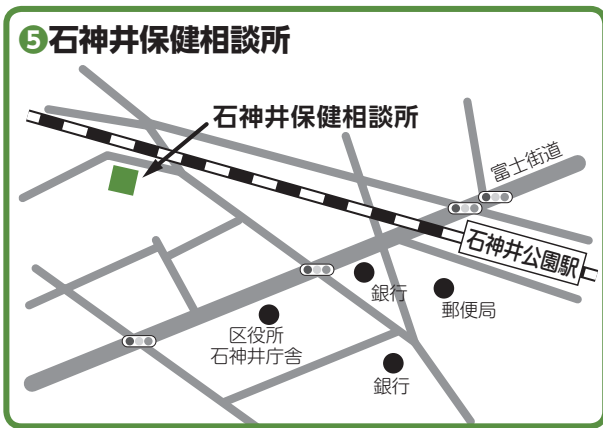 ❺石神井保健相談所
石神井保健相談所
富士街道
石神井公園駅
銀行
郵便局
区役所
石神井庁舎
銀行